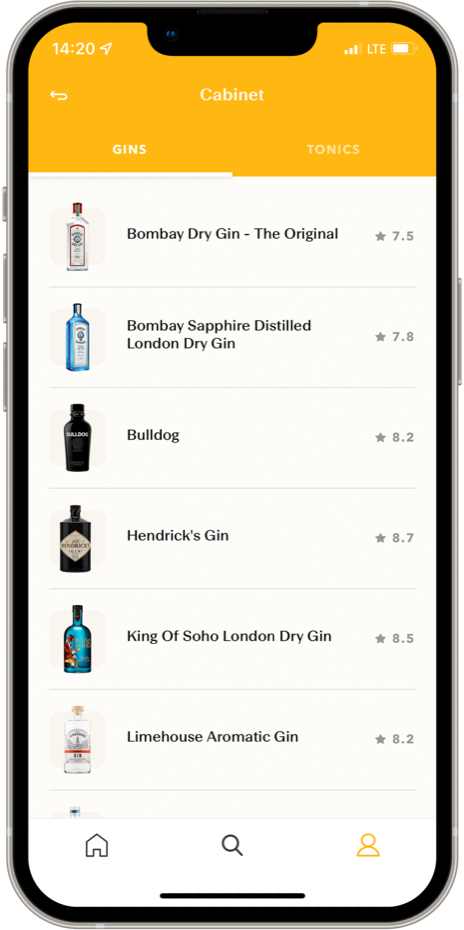 14:20
LTE
Cabinet
GINS
TONICS
Bombay Dry Gin - The Original
7.5
Bombay Sapphire Distilled
London Dry Gin
7.8
BULLDOG
Bulldog
8.2
HENDRICK'S
GIN
Hendrick's Gin
8.7
King Of Soho London Dry Gin
8.5
GIN
Limehouse Aromatic Gin
8.2